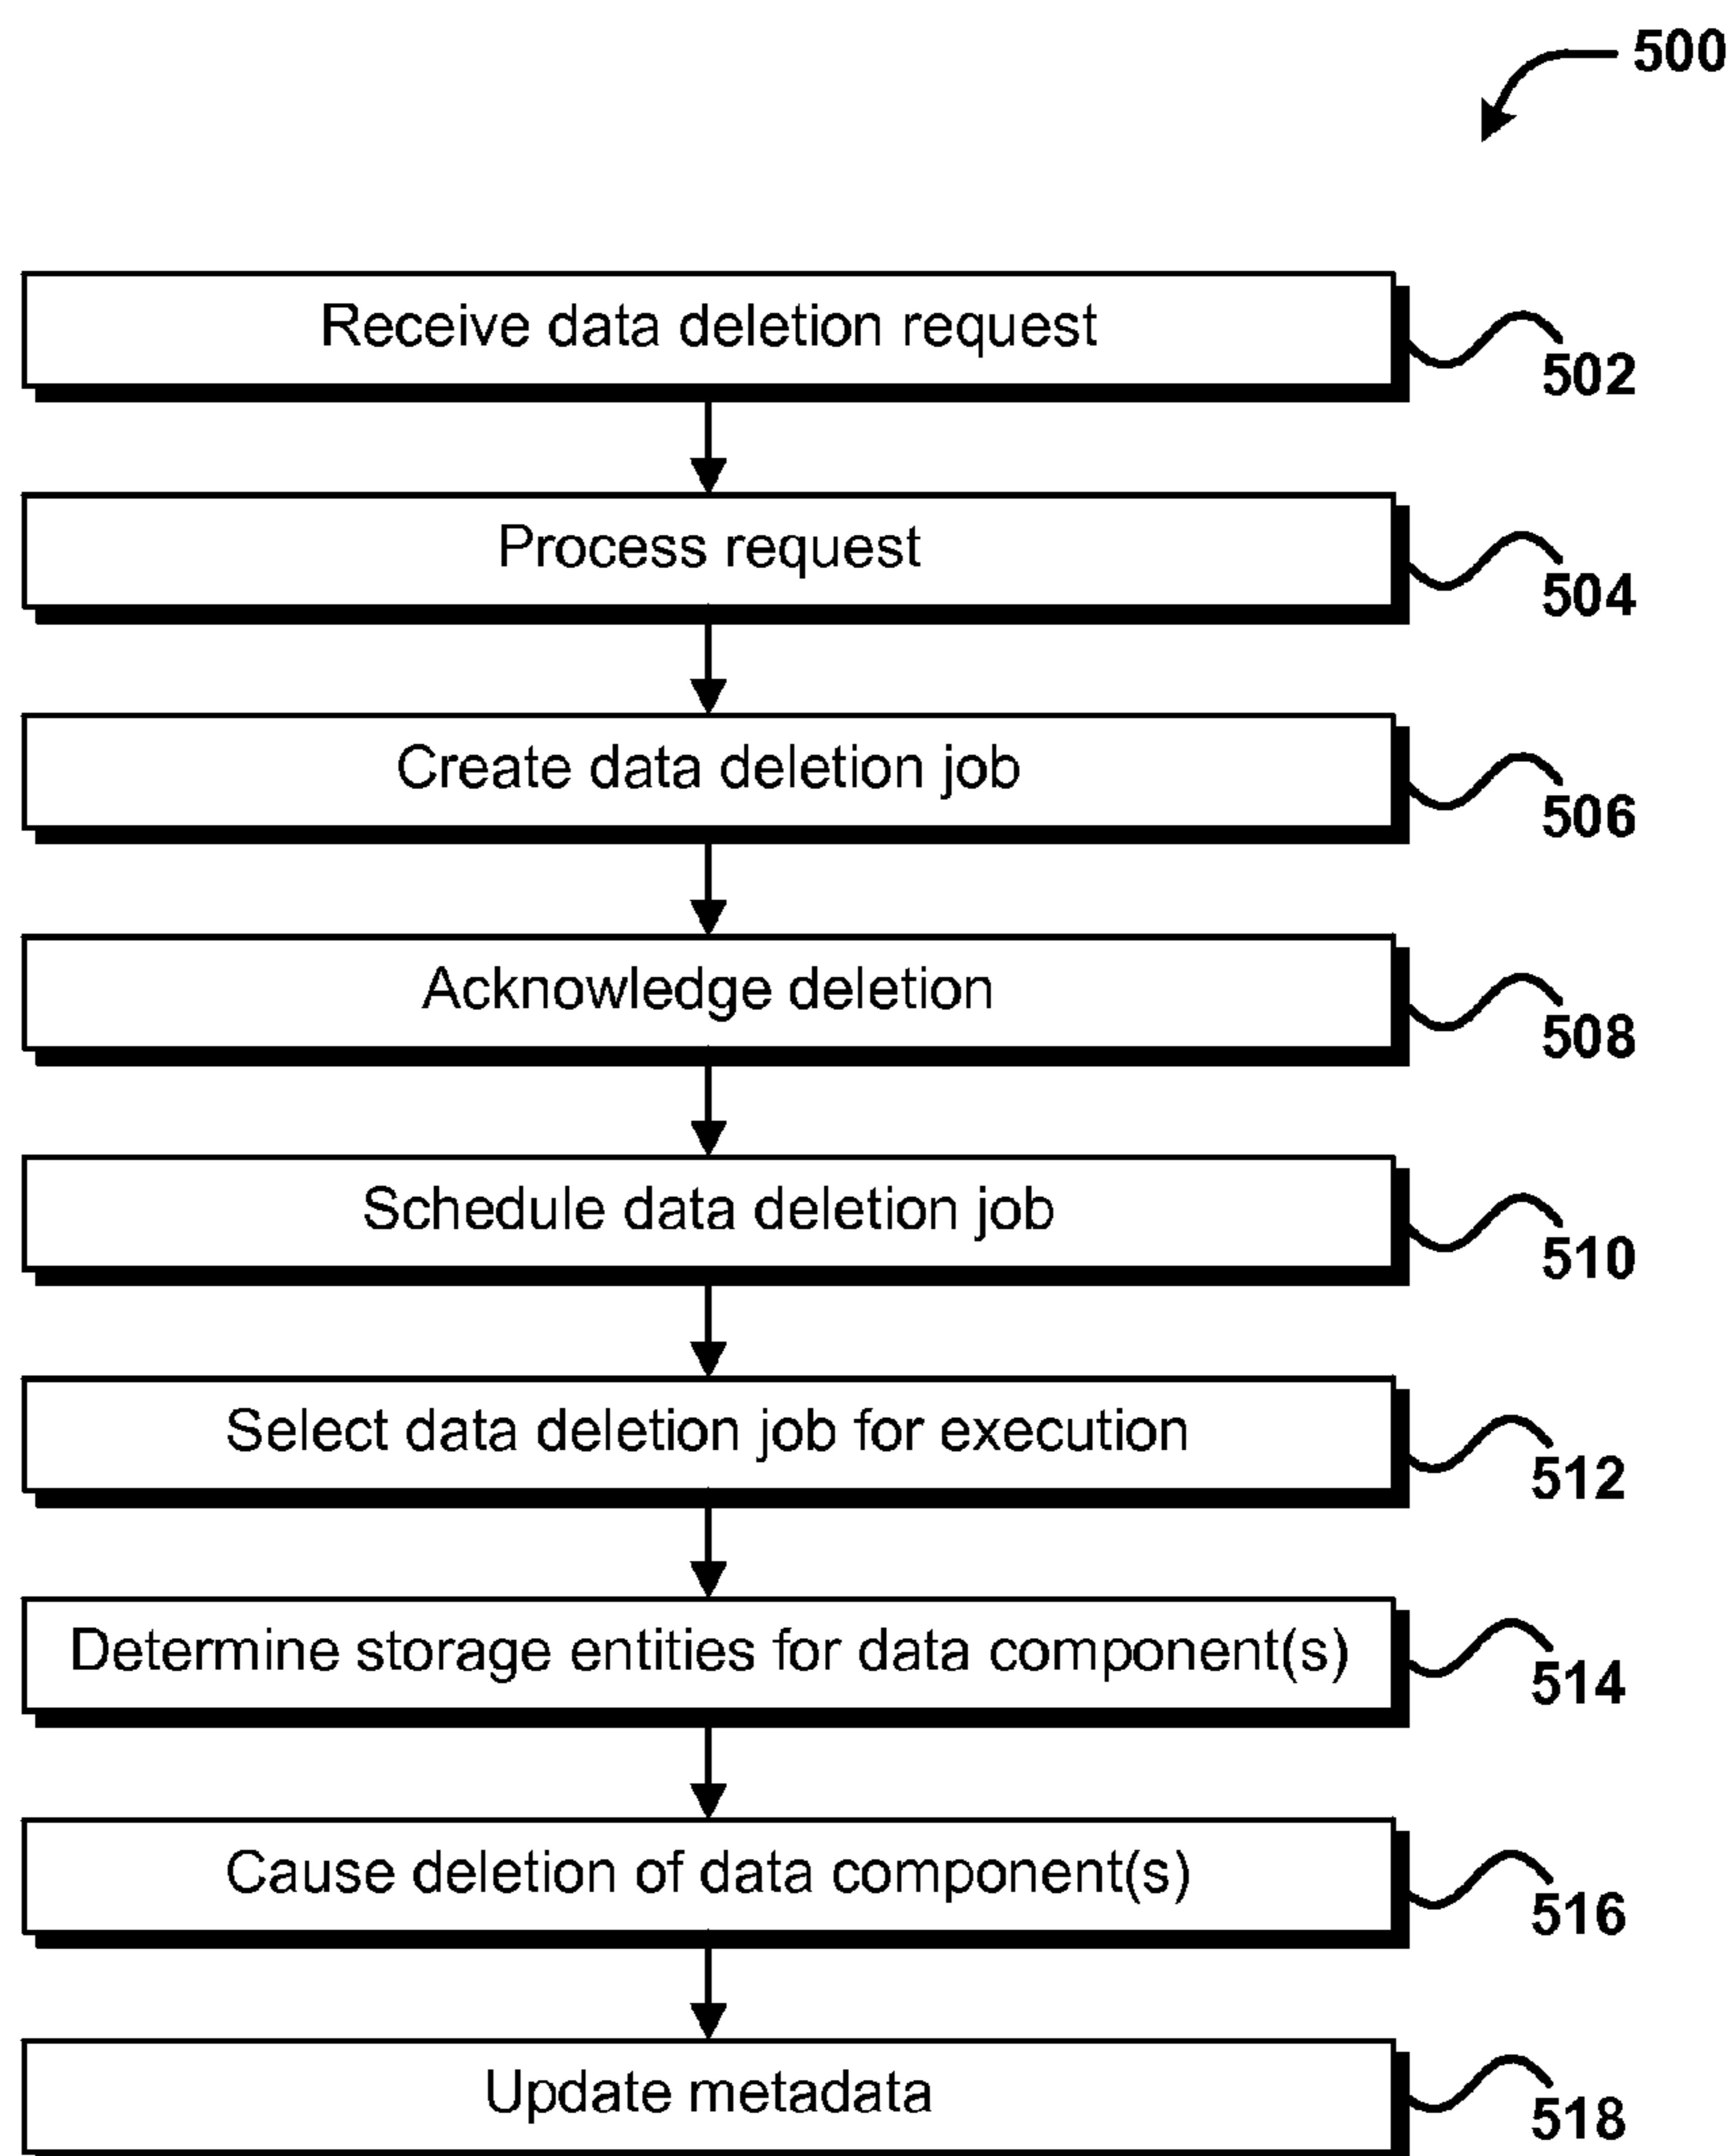 500
Receive data deletion request
502
Process request
504
Create data deletion job
506
Acknowledge deletion
508
Schedule data deletion job
510
Select data deletion job for execution
512
Determine storage entities for data component(s)
514
Cause deletion of data component(s)
516
Update metadata
518